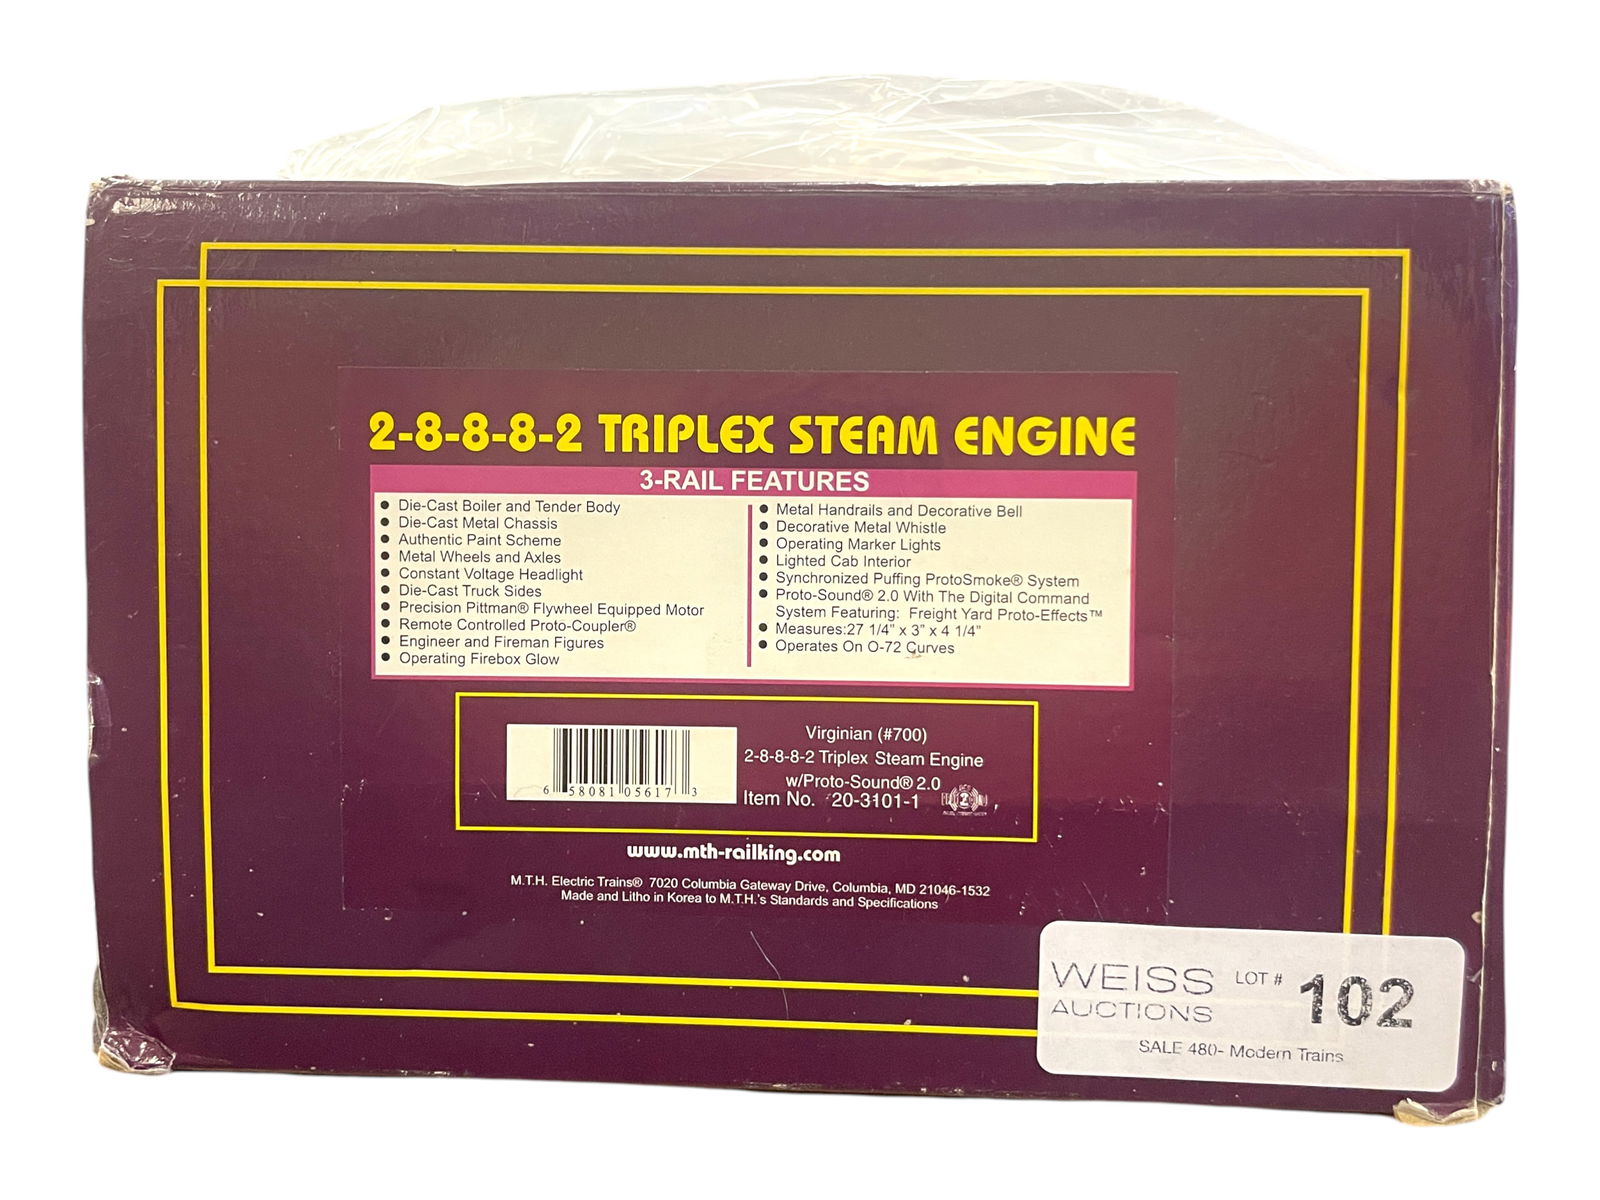 2-8-8-8-2 TRIPLEX STEAM ENGINE
3-RAIL FEATURES
● Die-Cast Boiler and Tender Body
● Die-Cast Metal Chassis
● Authentic Paint Scheme
● Metal Wheels and Axles
● Constant Voltage Headlight
● Die-Cast Truck Sides
● Precision Pittman® Flywheel Equipped Motor
● Remote Controlled Proto-Coupler®
● Engineer and Fireman Figures
● Operating Firebox Glow
● Metal Handrails and Decorative Bell
● Decorative Metal Whistle
● Operating Marker Lights
● Lighted Cab Interior
● Synchronized Puffing ProtoSmoke® System
● Proto-Sound® 2.0 With The Digital Command
System Featuring: Freight Yard Proto-Effects™
● Measures:27 1/4" x 3" x 4 1/4"
● Operates On O-72 Curves
6 58081 05617 3
Virginian (#700)
2-8-8-8-2 Triplex Steam Engine
w/Proto-Sound® 2.0
Item No. 20-3101-1
www.mth-railking.com
M.T.H. Electric Trains® 7020 Columbia Gateway Drive, Columbia, MD 21046-1532
Made and Litho in Korea to M.T.H.'s Standards and Specifications
WEISS
AUCTIONS
LOT # 102
SALE 480- Modern Trains